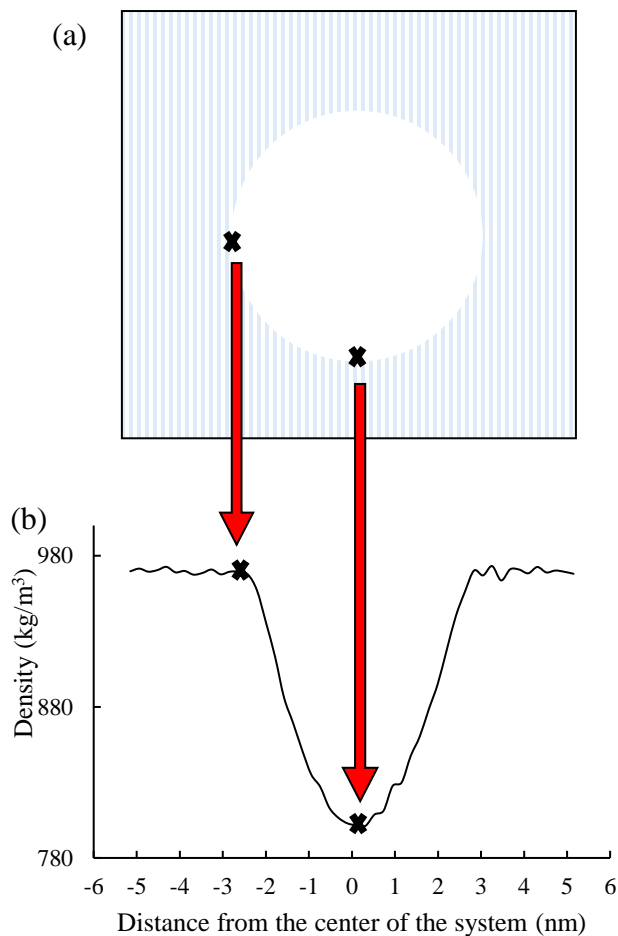 (a)
(b)
980
880
780
Density (kg/m³)
-6 -5 -4 -3 -2 -1 0 1 2 3 4 5 6
Distance from the center of the system (nm)